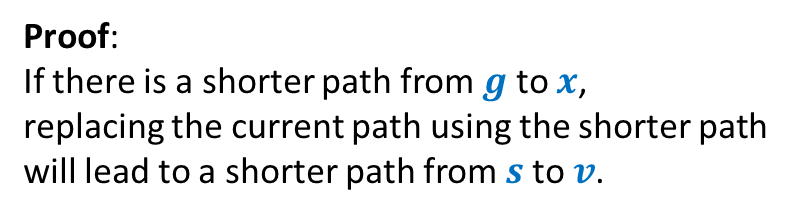 Proof:
If there is a shorter path from g to x,
replacing the current path using the shorter path
will lead to a shorter path from s to v.